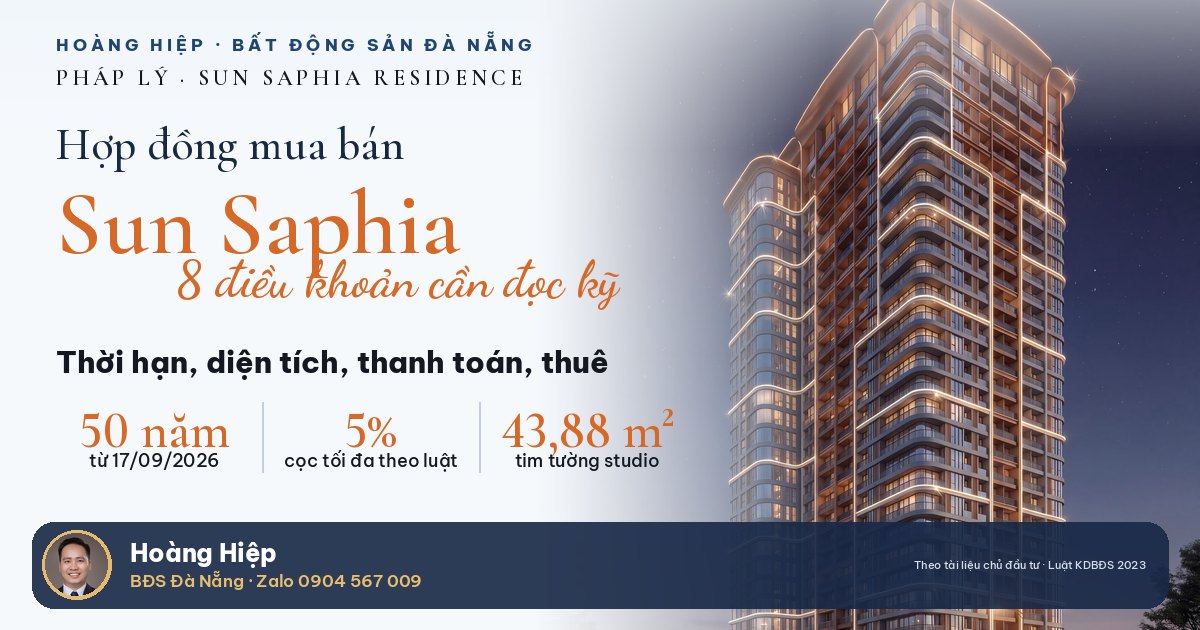 HOÀNG HIỆP · BẤT ĐỘNG SẢN ĐÀ NẴNG
PHÁP LÝ · SUN SAPHIA RESIDENCE
Hợp đồng mua bán
Sun Saphia
8 điều khoản cần đọc kỹ
Thời hạn, diện tích, thanh toán, thuê
50 năm
từ 17/09/2026
5%
cọc tối đa theo luật
43,88 m²
tim tường studio
Hoàng Hiệp
BĐS Đà Nẵng · Zalo 0904 567 009
Theo tài liệu chủ đầu tư · Luật KDBĐS 2023